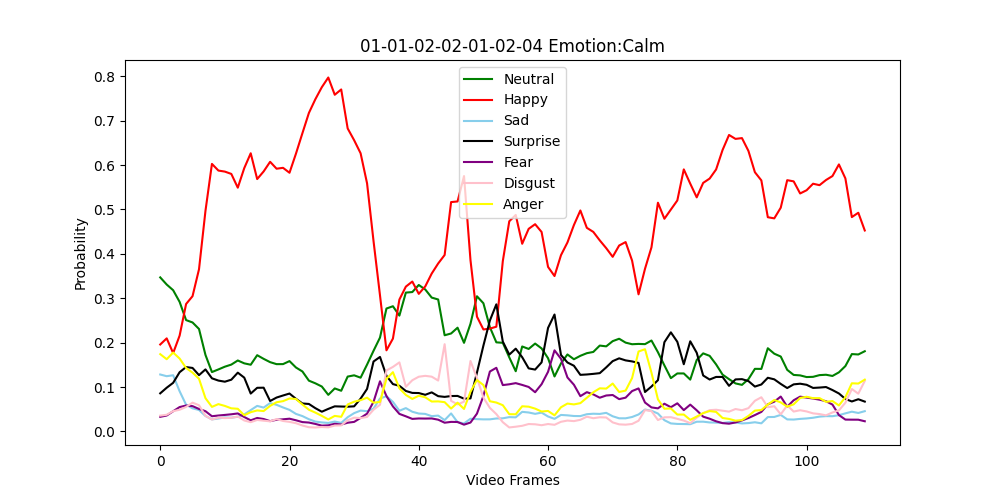 01-01-02-02-01-02-04 Emotion:Calm
Neutral
Happy
Sad
Surprise
Fear
Disgust
Anger
Probability
0.8
0.7
0.6
0.5
0.4
0.3
0.2
0.1
0.0
0 20 40 60 80 100
Video Frames